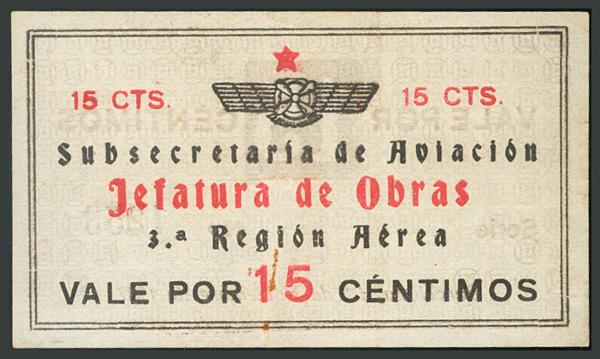 15 CTS. 15 CTS.
Subsecretaría de Aviación
Jefatura de Obras
3.ª Región Aérea
VALE POR 15 CÉNTIMOS